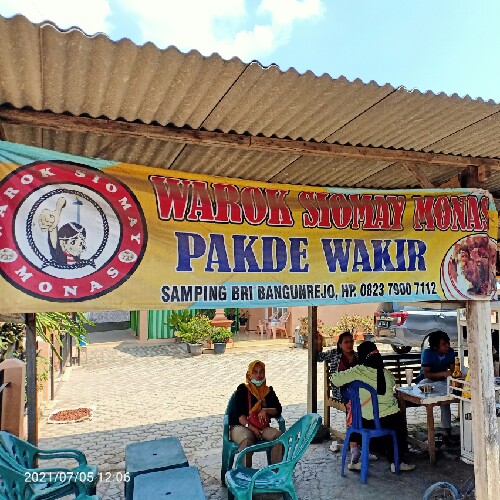 WAROK SIOMAY
MONAS
WAROK SIOMAY MONAS
PAKDE WAKIR
SAMPING BRI BANGUNREJO, HP. 0823 7900 7112
2021/07/05 12:06